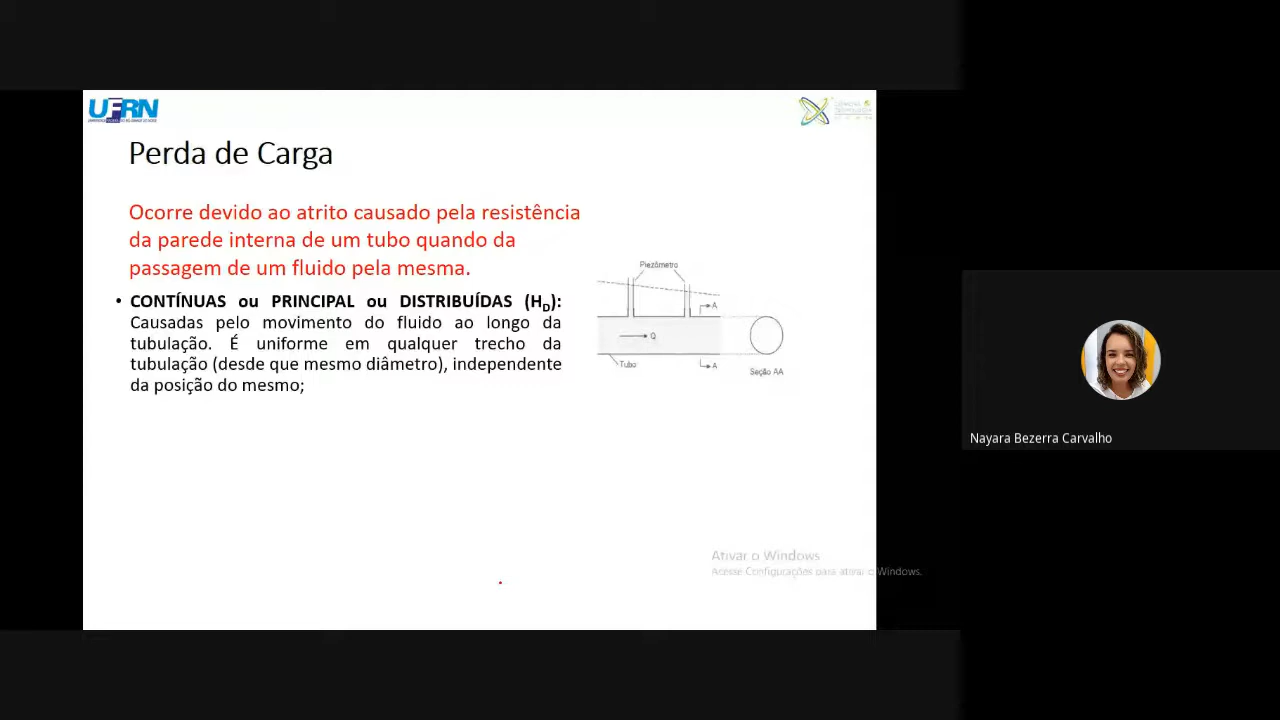 UFRN
Perda de Carga
Ocorre devido ao atrito causado pela resistência
da parede interna de um tubo quando da
passagem de um fluido pela mesma.
• CONTÍNUAS ou PRINCIPAL ou DISTRIBUÍDAS (HD):
Causadas pelo movimento do fluido ao longo da
tubulação. É uniforme em qualquer trecho da
tubulação (desde que mesmo diâmetro), independente
da posição do mesmo;
Piezômetro
A
Q
Tubo
A
Seção AA
Nayara Bezerra Carvalho
Ativar o Windows
Acesse Configurações para ativar o Windows.